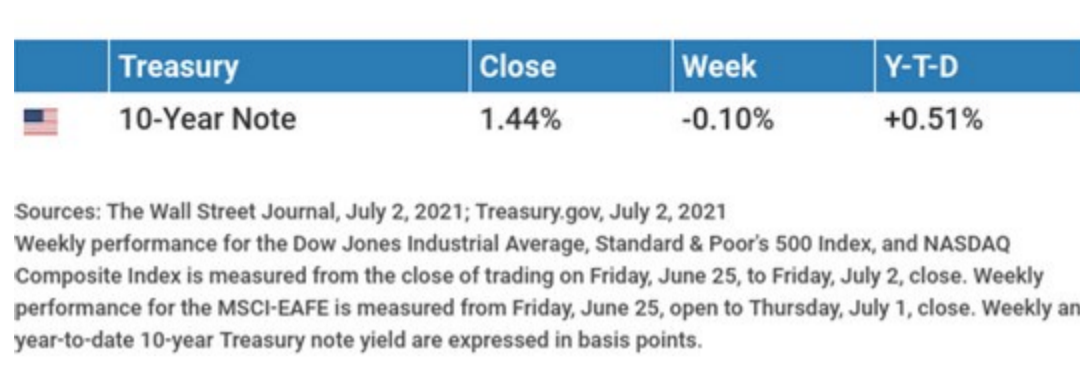 Treasury Close Week Y-T-D
10-Year Note 1.44% -0.10% +0.51%
Sources: The Wall Street Journal, July 2, 2021; Treasury.gov, July 2, 2021
Weekly performance for the Dow Jones Industrial Average, Standard & Poor's 500 Index, and NASDAQ
Composite Index is measured from the close of trading on Friday, June 25, to Friday, July 2, close. Weekly
performance for the MSCI-EAFE is measured from Friday, June 25, open to Thursday, July 1, close. Weekly an
year-to-date 10-year Treasury note yield are expressed in basis points.